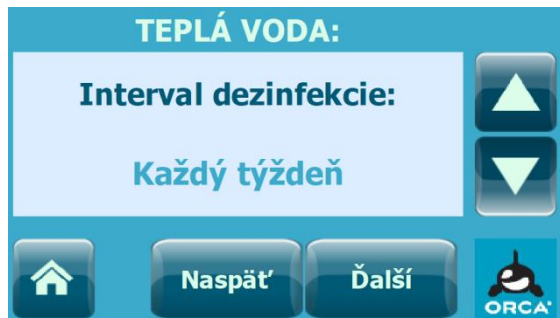 TEPLÁ VODA:
Interval dezinfekcie:
Každý týždeň
Naspäť
Ďalší
ORCA